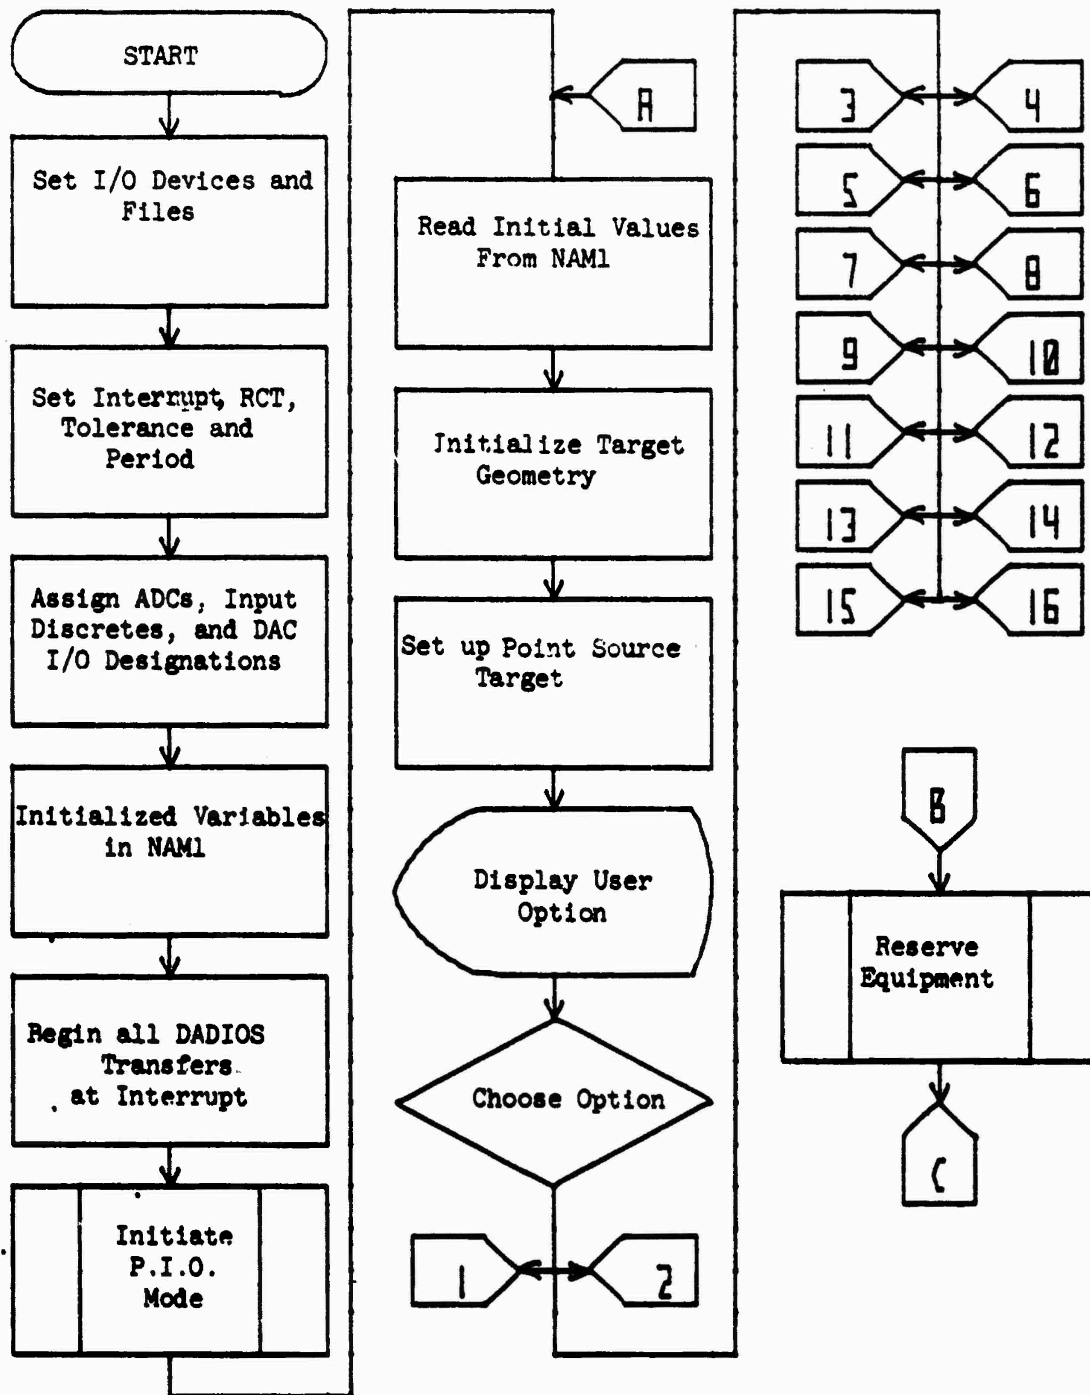 START
Set I/O Devices and
Files
Set Interrupt, RCT,
Tolerance and
Period
Assign ADCs, Input
Discretes, and DAC
I/O Designations
Initialized Variables
in NAM1
Begin all DADIOS
Transfers
at Interrupt
Initiate
P.I.O.
Mode
A
Read Initial Values
From NAM1
Initialize Target
Geometry
Set up Point Source
Target
Display User
Option
Choose Option
1
2
3
4
5
6
7
8
9
10
11
12
13
14
15
16
B
Reserve
Equipment
C